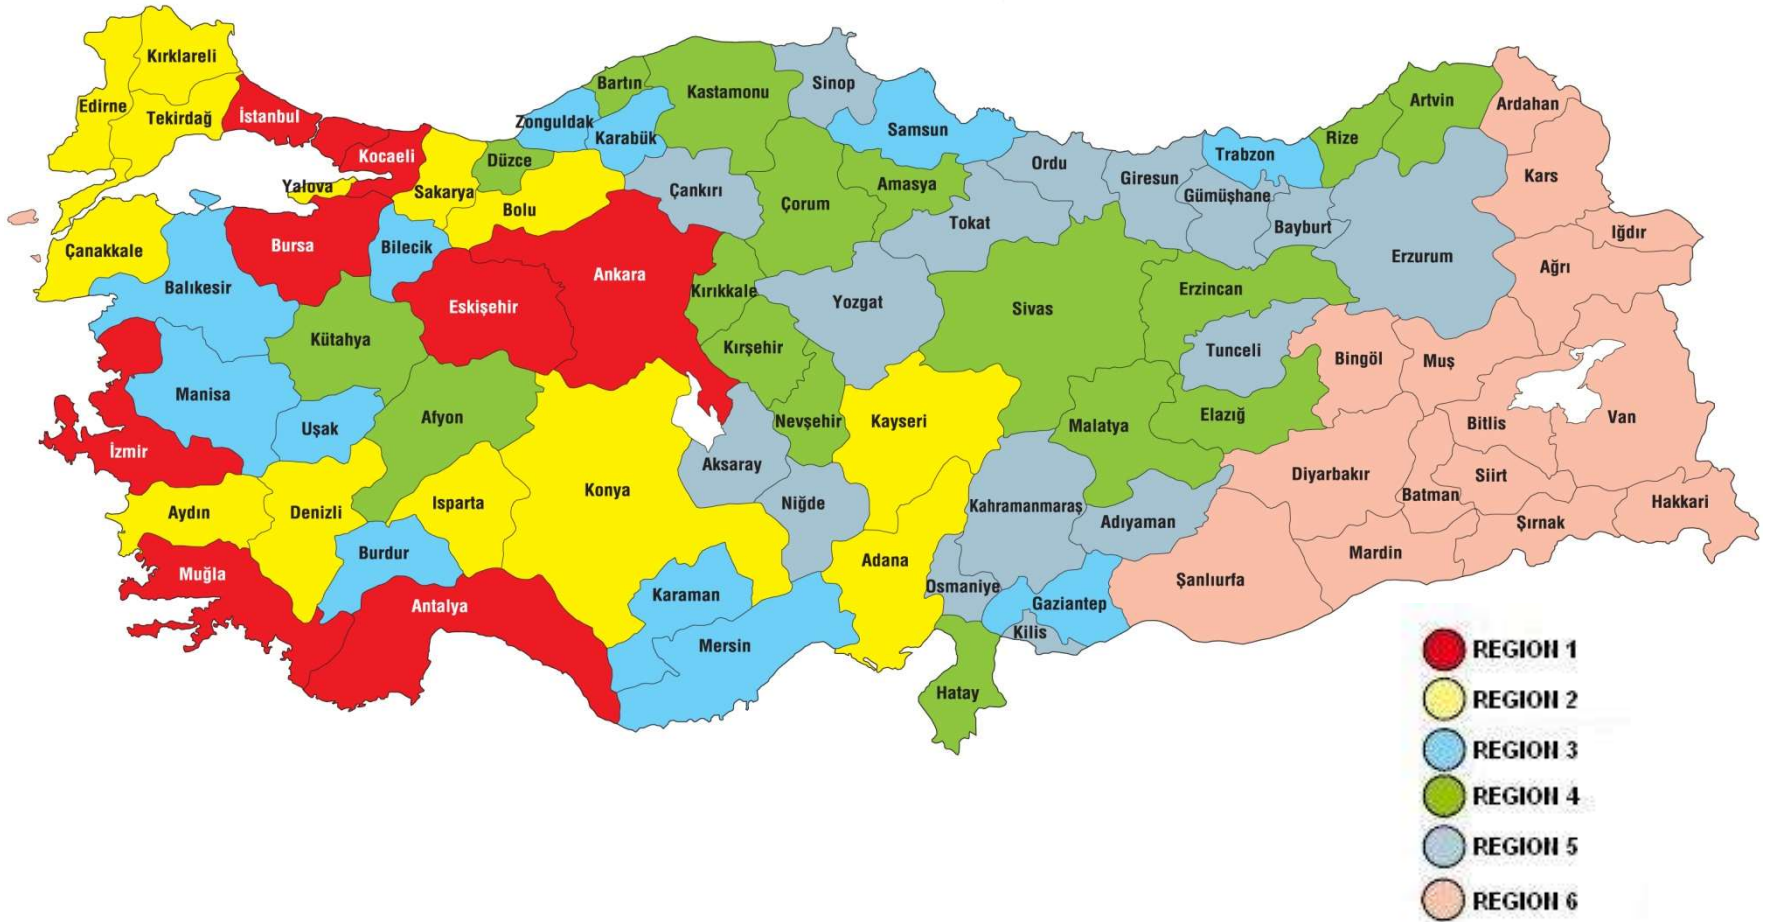 Kırklareli
Edirne
Tekirdağ
İstanbul
Kocaeli
Yalova
Sakarya
Düzce
Bolu
Zonguldak
Bartın
Karabük
Kastamonu
Sinop
Samsun
Çankırı
Çorum
Amasya
Tokat
Ordu
Giresun
Gümüşhane
Trabzon
Bayburt
Rize
Artvin
Ardahan
Kars
Iğdır
Ağrı
Erzurum
Çanakkale
Balıkesir
Bursa
Bilecik
Eskişehir
Ankara
Kırıkkale
Yozgat
Sivas
Erzincan
Tunceli
Bingöl
Muş
Kütahya
Kırşehir
Manisa
Uşak
Afyon
Nevşehir
Kayseri
Malatya
Elazığ
Bitlis
Van
İzmir
Aksaray
Konya
Isparta
Niğde
Diyarbakır
Siirt
Batman
Hakkari
Şırnak
Aydın
Denizli
Kahramanmaraş
Adıyaman
Burdur
Adana
Mardin
Muğla
Antalya
Karaman
Osmaniye
Şanlıurfa
Gaziantep
Kilis
Mersin
Hatay
REGION 1
REGION 2
REGION 3
REGION 4
REGION 5
REGION 6